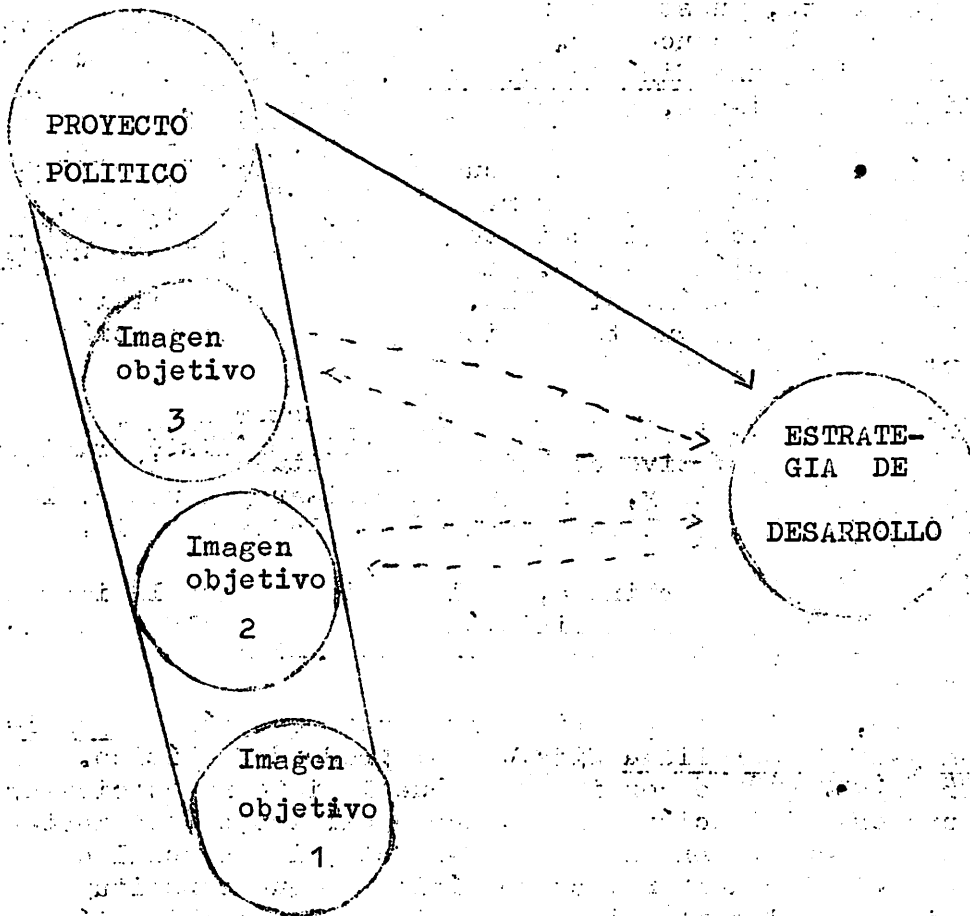 PROYECTO
POLITICO
Imagen
objetivo
3
Imagen
objetivo
2
Imagen
objetivo
1
ESTRATE-
GIA DE
DESARROLLO